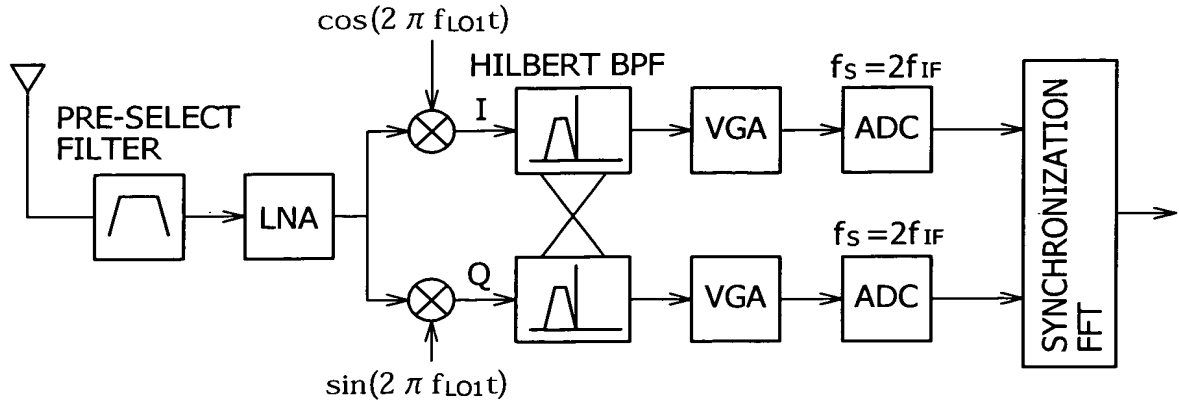 cos(2 π fLO1t)
HILBERT BPF
fS=2fIF
PRE-SELECT
FILTER
I
VGA
ADC
LNA
SYNCHRONIZATION
FFT
Q
fS=2fIF
VGA
ADC
sin(2 π fLO1t)